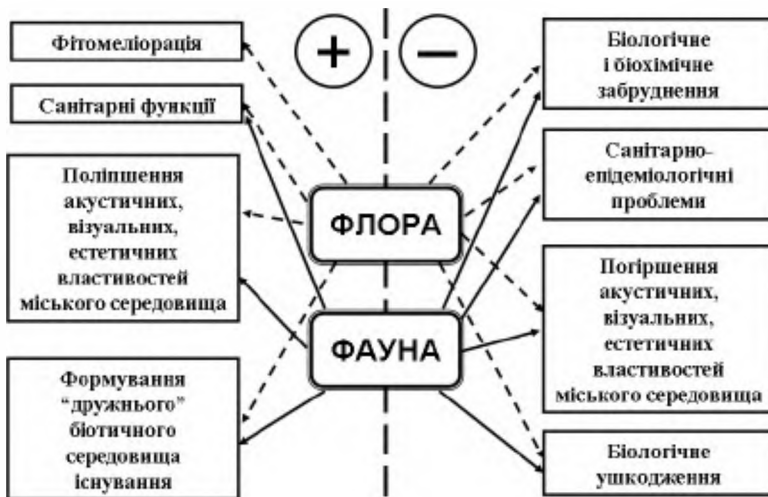 Фітомеліорація
Санітарні функції
Поліпшення
акустичних,
візуальних,
естетичних
властивостей
міського середовища
Формування
“дружнього”
біотичного
середовища
існування
+
−
ФЛОРА
ФАУНА
Біологічне
і біохімічне
забруднення
Санітарно-
епідеміологічні
проблеми
Погіршення
акустичних,
візуальних,
естетичних
властивостей
міського середовища
Біологічне
ушкодження